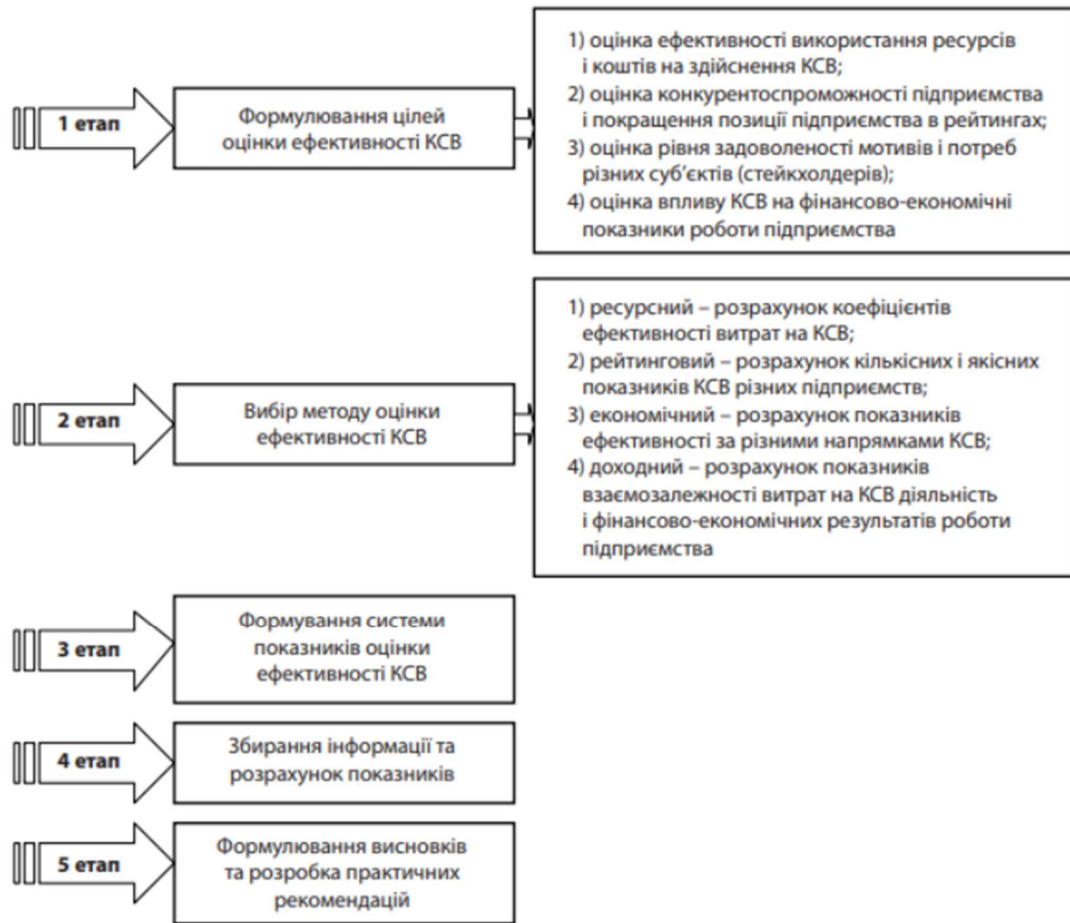 1 етап
Формулювання цілей
оцінки ефективності КСВ
1) оцінка ефективності використання ресурсів
і коштів на здійснення КСВ;
2) оцінка конкурентоспроможності підприємства
і покращення позиції підприємства в рейтингах;
3) оцінка рівня задоволеності мотивів і потреб
різних суб’єктів (стейкхолдерів);
4) оцінка впливу КСВ на фінансово-економічні
показники роботи підприємства
2 етап
Вибір методу оцінки
ефективності КСВ
1) ресурсний – розрахунок коефіцієнтів
ефективності витрат на КСВ;
2) рейтинговий – розрахунок кількісних і якісних
показників КСВ різних підприємств;
3) економічний – розрахунок показників
ефективності за різними напрямками КСВ;
4) доходний – розрахунок показників
взаємозалежності витрат на КСВ діяльність
і фінансово-економічних результатів роботи
підприємства
3 етап
Формування системи
показників оцінки
ефективності КСВ
4 етап
Збирання інформації та
розрахунок показників
5 етап
Формулювання висновків
та розробка практичних
рекомендацій